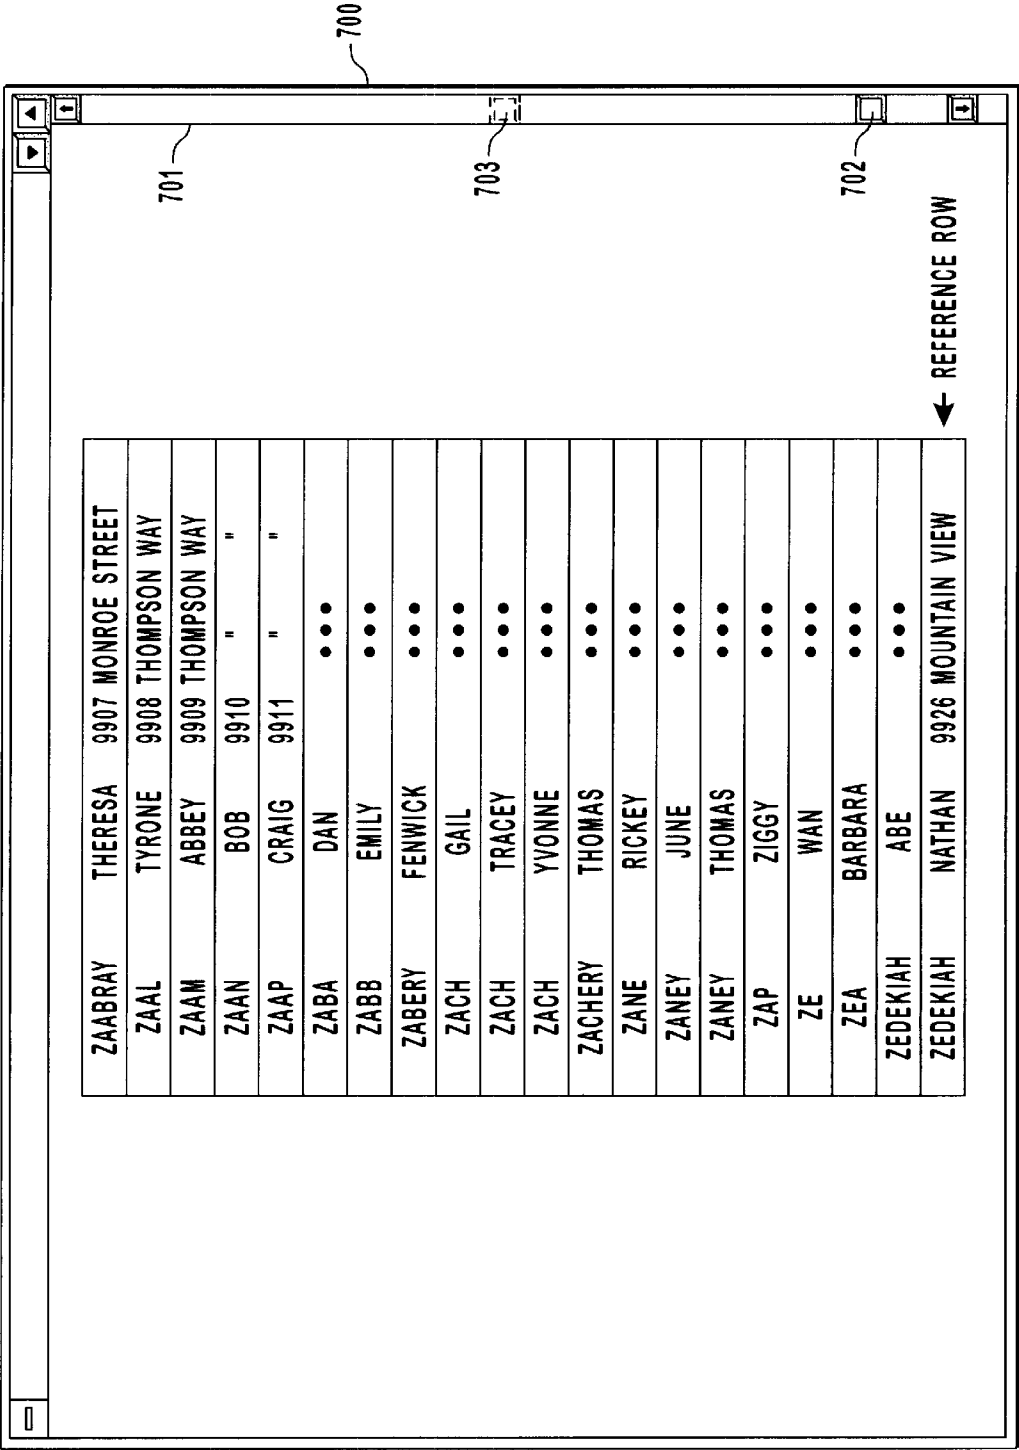 700
701
703
702
ZAABRAY THERESA 9907 MONROE STREET
ZAAL TYRONE 9908 THOMPSON WAY
ZAAM ABBEY 9909 THOMPSON WAY
ZAAN BOB 9910 " "
ZAAP CRAIG 9911 " "
ZABA DAN ●●●
ZABB EMILY ●●●
ZABERY FENWICK ●●●
ZACH GAIL ●●●
ZACH TRACEY ●●●
ZACH YVONNE ●●●
ZACHERY THOMAS ●●●
ZANE RICKEY ●●●
ZANEY JUNE ●●●
ZANEY THOMAS ●●●
ZAP ZIGGY ●●●
ZE WAN ●●●
ZEA BARBARA ●●●
ZEDEKIAH ABE ●●●
ZEDEKIAH NATHAN 9926 MOUNTAIN VIEW ← REFERENCE ROW